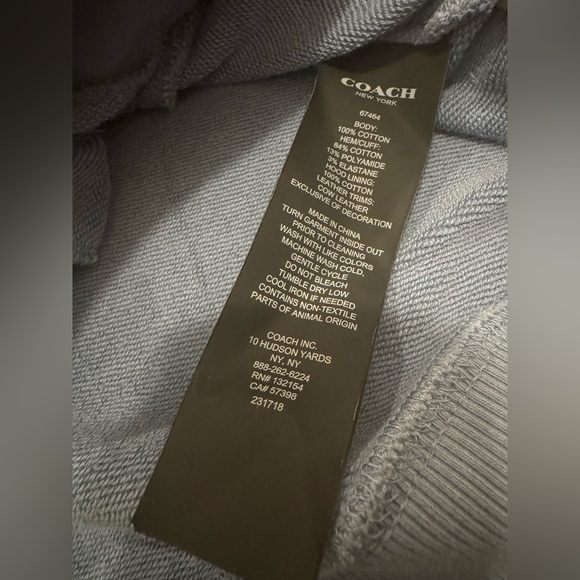 COACH
NEW YORK
67464
BODY:
100% COTTON
HEM/CUFF:
84% COTTON
13% POLYAMIDE
3% ELASTANE
HOOD LINING:
100% COTTON
LEATHER TRIMS:
COW LEATHER
EXCLUSIVE OF DECORATION
MADE IN CHINA
TURN GARMENT INSIDE OUT
PRIOR TO CLEANING
WASH WITH LIKE COLORS
MACHINE WASH COLD,
GENTLE CYCLE
DO NOT BLEACH
TUMBLE DRY LOW
COOL IRON IF NEEDED
CONTAINS NON-TEXTILE
PARTS OF ANIMAL ORIGIN
COACH INC.
10 HUDSON YARDS
NY, NY
888-262-6224
RN# 132154
CA# 57398
231718